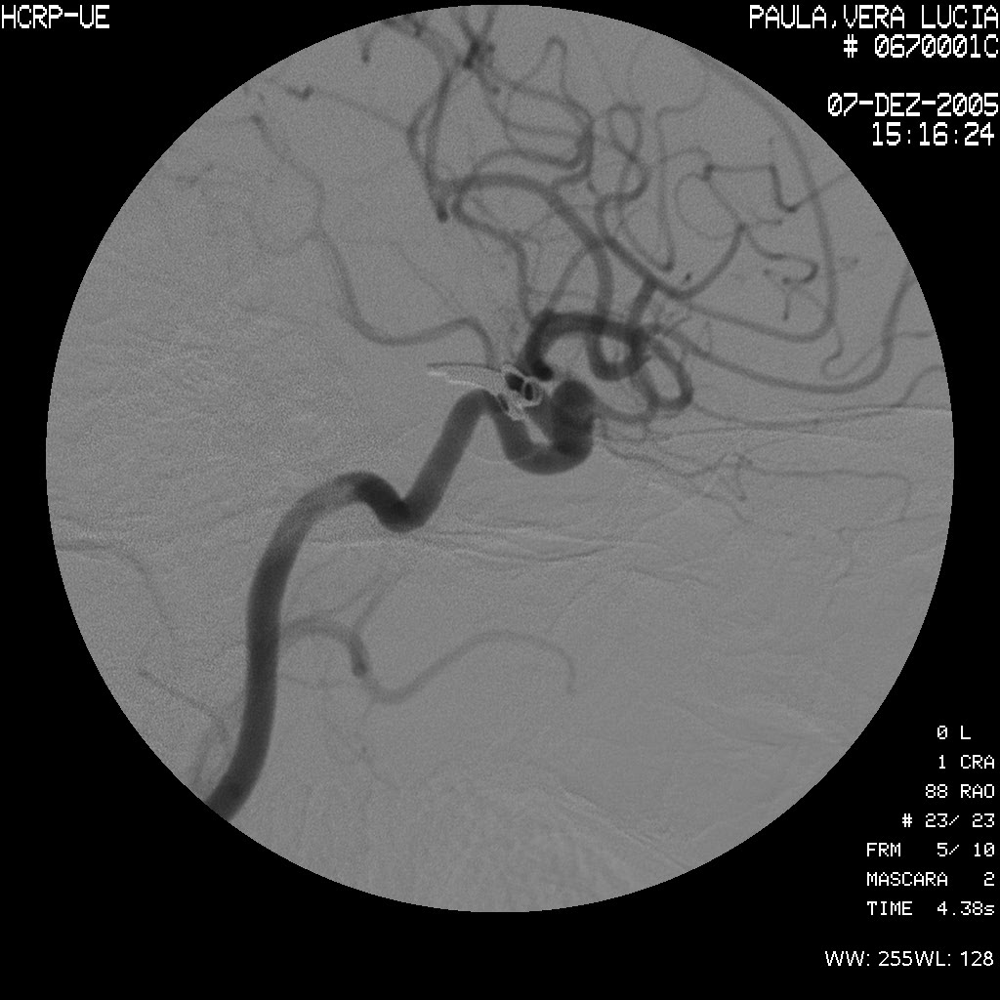 HCRP-UE
PAULA,VERA LUCIA
# 0670001C
07-DEZ-2005
15:16:24
0 L
1 CRA
88 RAO
# 23/ 23
FRM 5/ 10
MASCARA 2
TIME 4.38s
WW: 255WL: 128